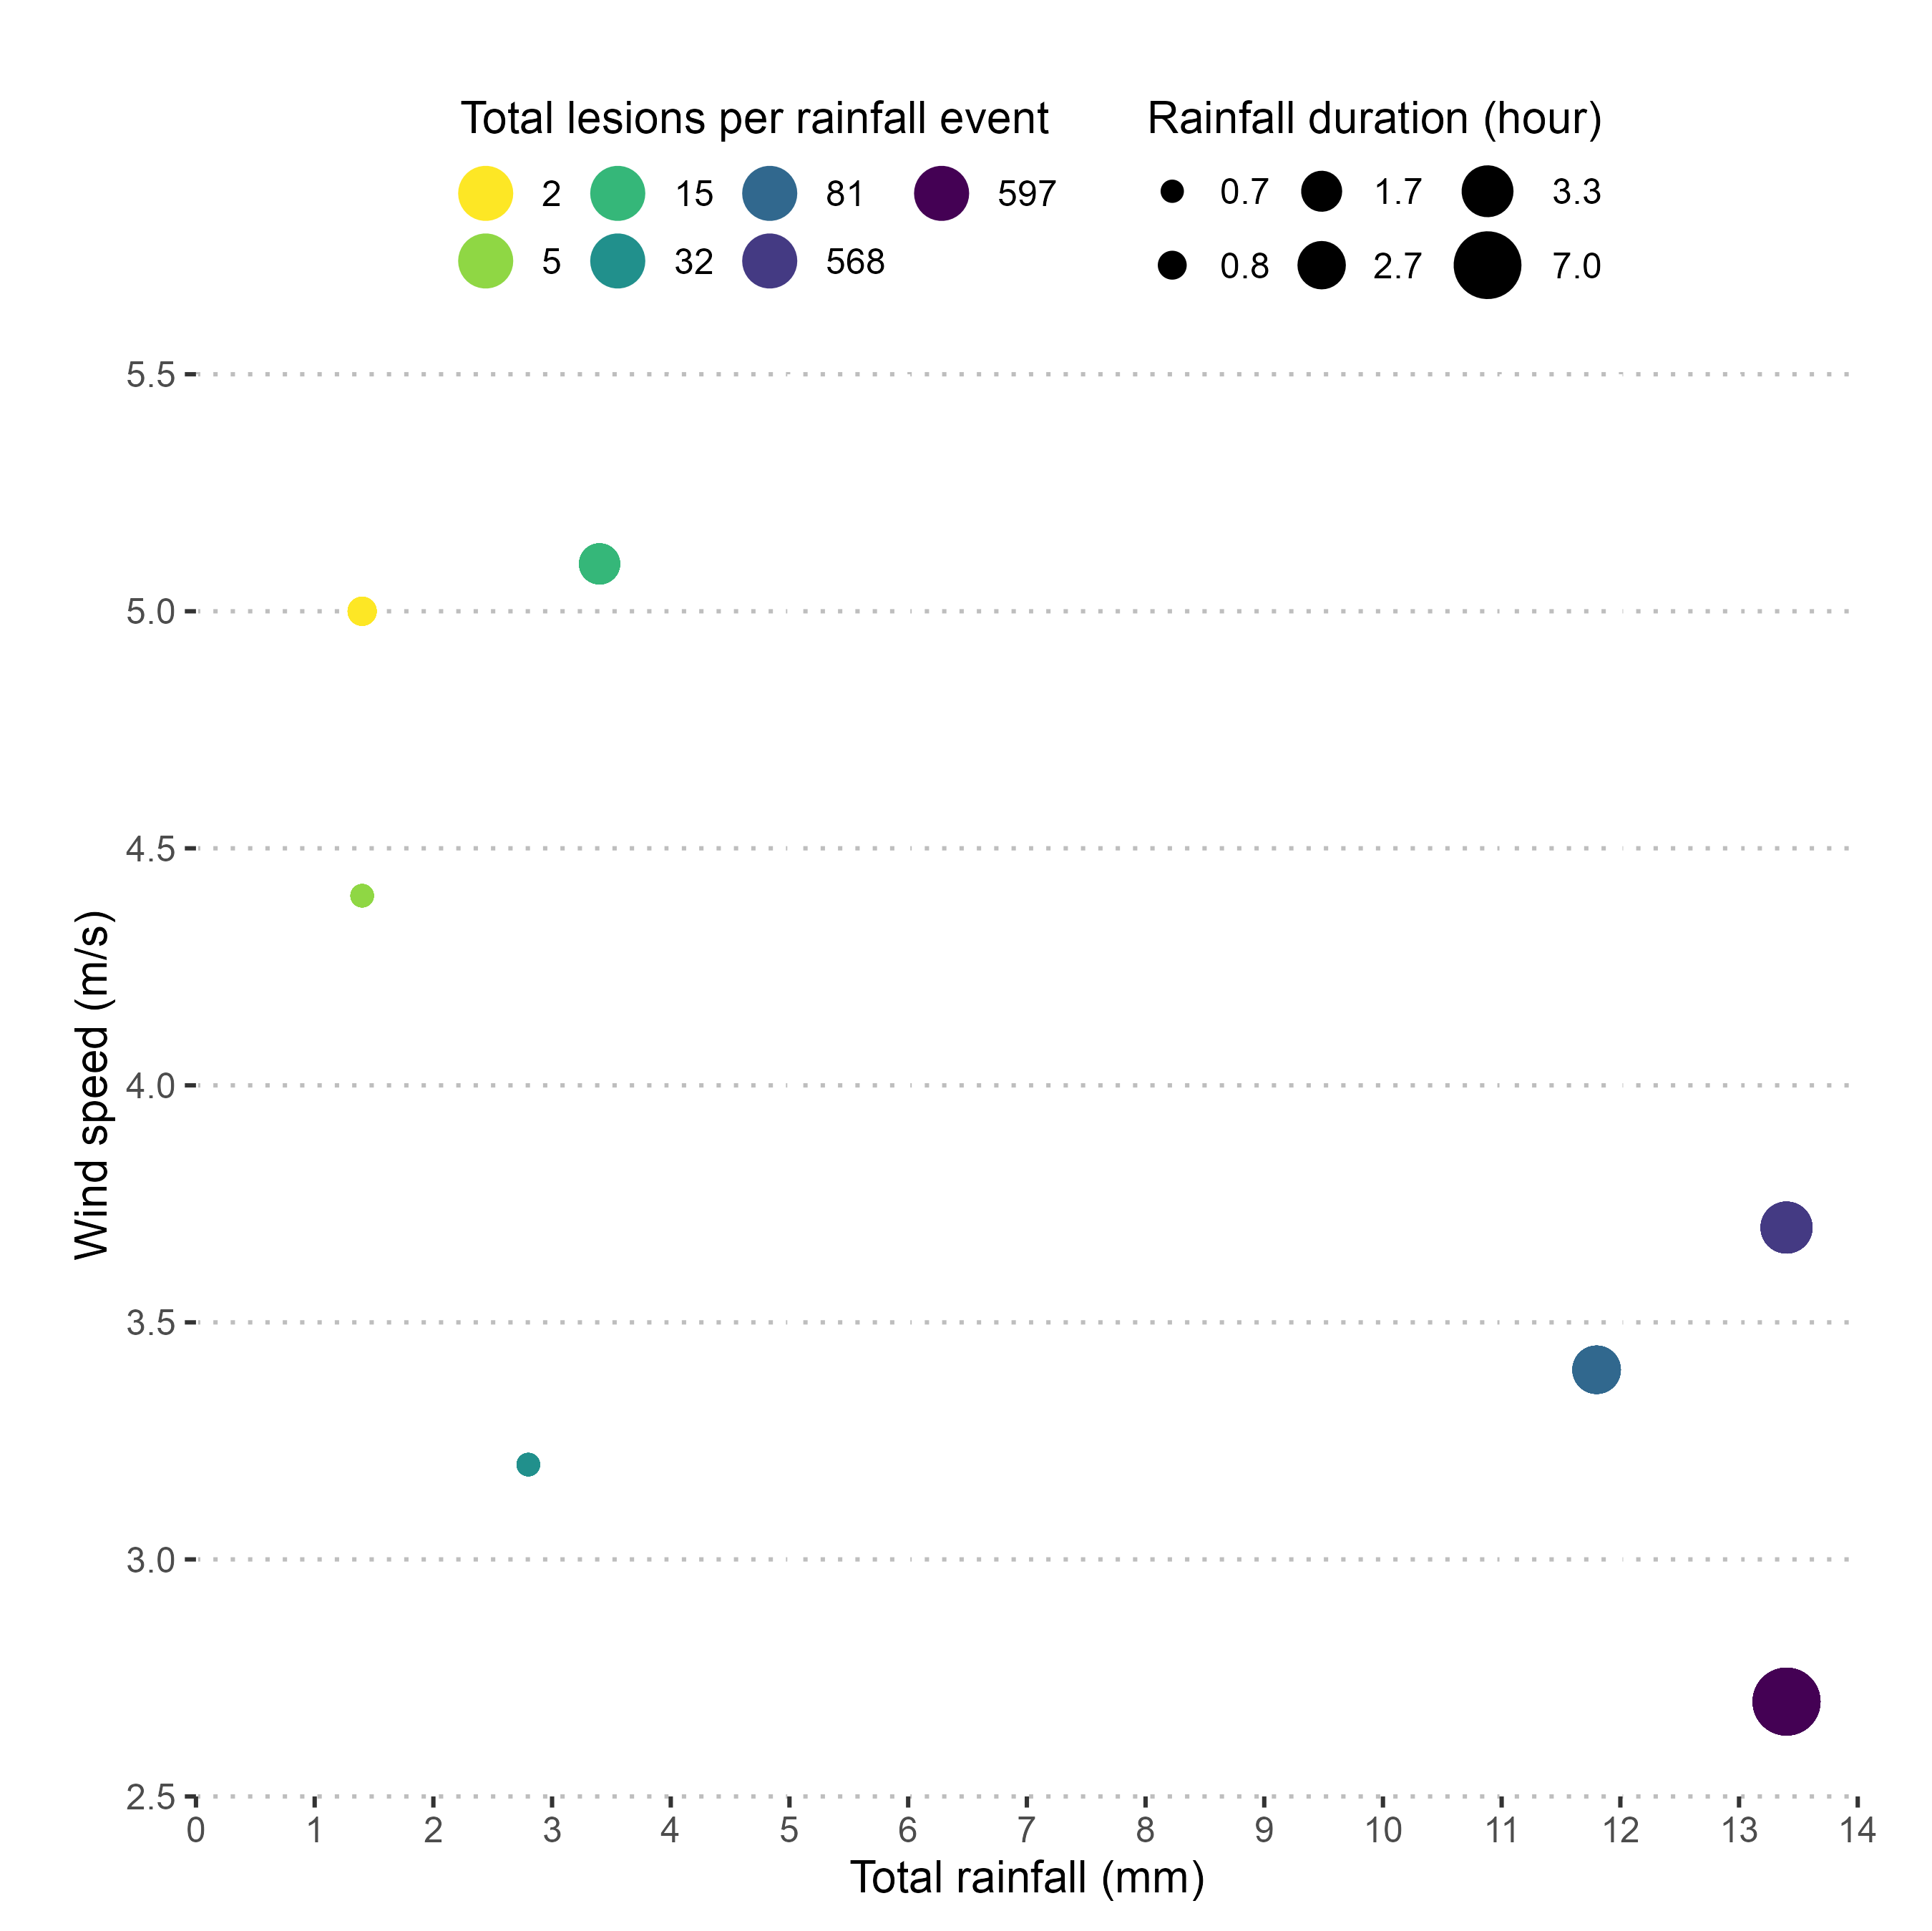 Total lesions per rainfall event
Rainfall duration (hour)
2 15 81 597
0.7 1.7 3.3
5 32 568
0.8 2.7 7.0
5.5
5.0
4.5
4.0
3.5
3.0
2.5
Wind speed (m/s)
0 1 2 3 4 5 6 7 8 9 10 11 12 13 14
Total rainfall (mm)